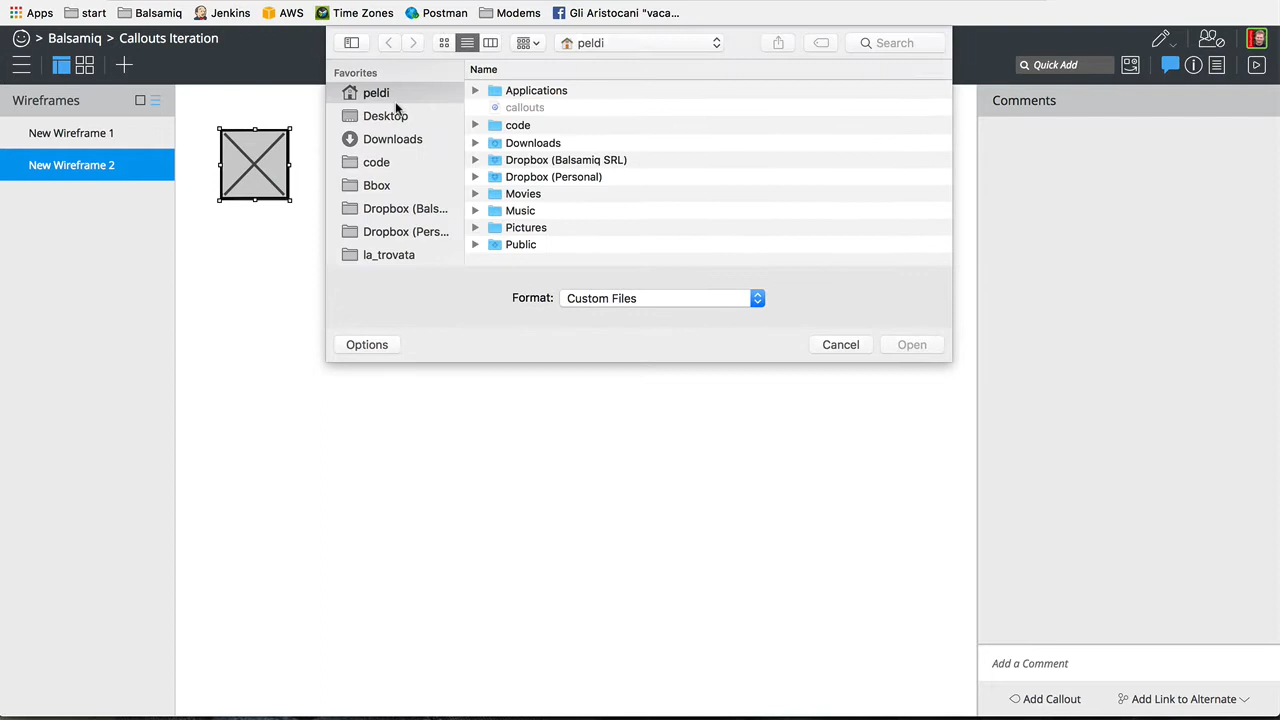 Apps start Balsamiq Jenkins AWS Time Zones Postman Modems Gli Aristocani "vaca...
Balsamiq > Callouts Iteration
peldi
Search
Quick Add
Wireframes
New Wireframe 1
New Wireframe 2
Favorites
peldi
Desktop
Downloads
code
Bbox
Dropbox (Bals...
Dropbox (Pers...
la_trovata
Name
Applications
callouts
code
Downloads
Dropbox (Balsamiq SRL)
Dropbox (Personal)
Movies
Music
Pictures
Public
Format: Custom Files
Options
Cancel
Open
Comments
Add a Comment
Add Callout
Add Link to Alternate